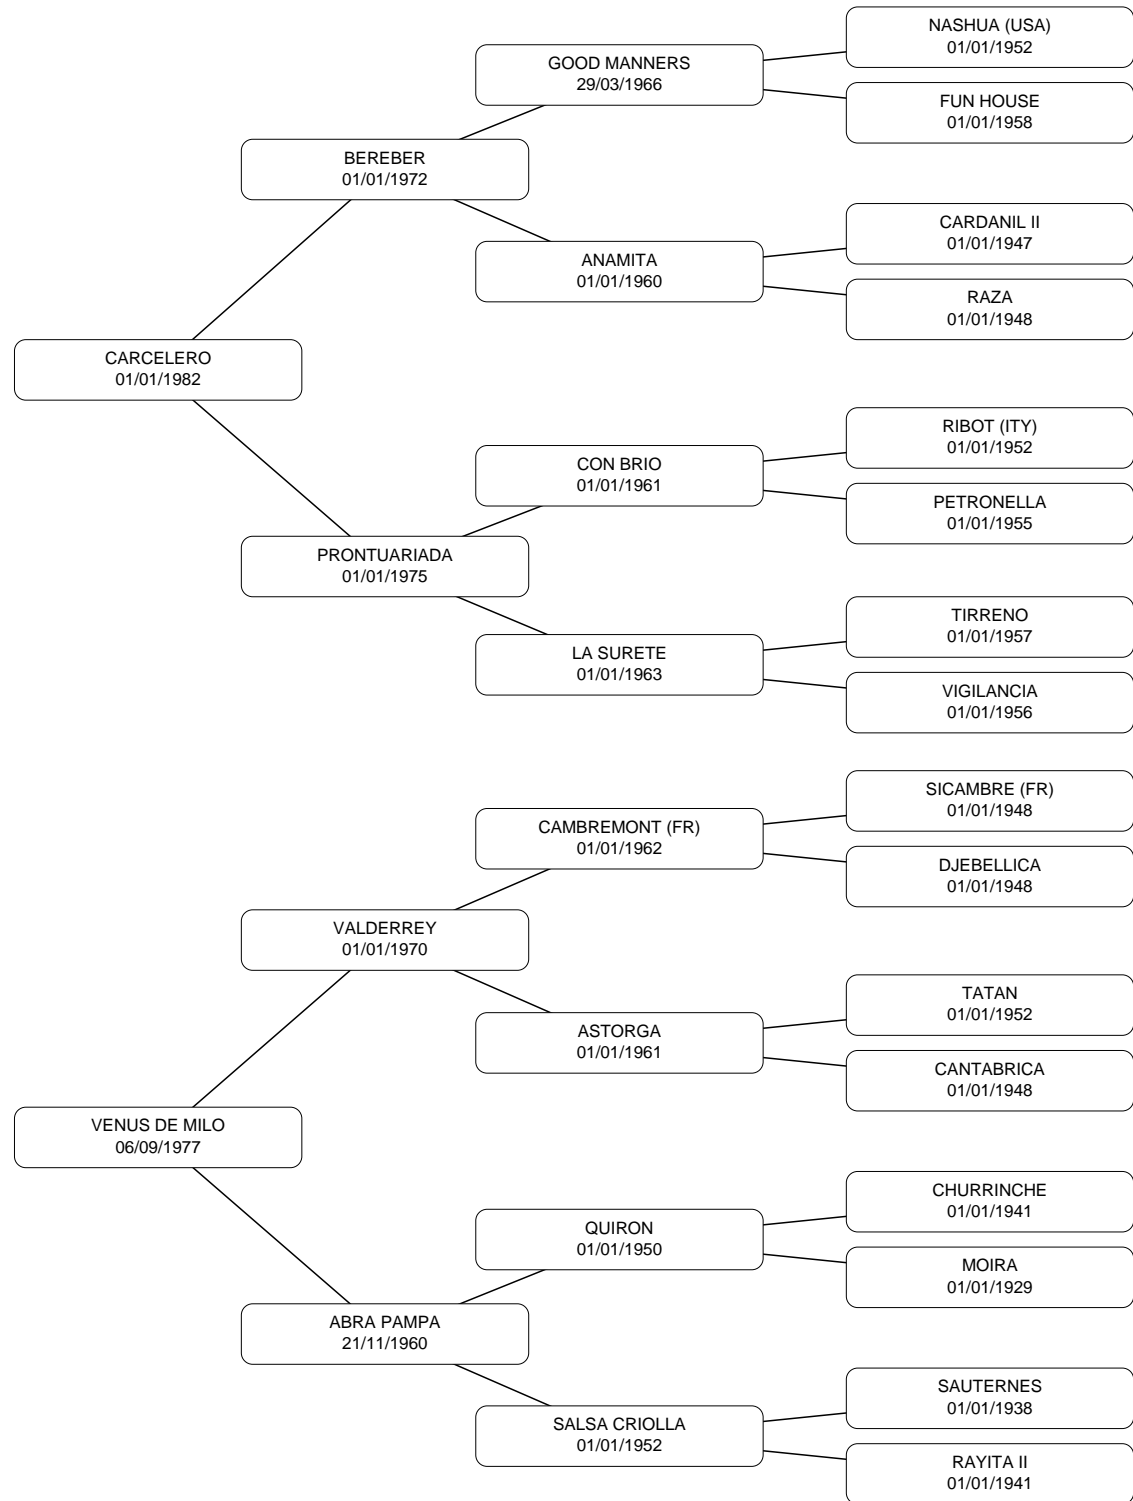 NASHUA (USA)
01/01/1952
GOOD MANNERS
29/03/1966
FUN HOUSE
01/01/1958
BEREBER
01/01/1972
CARDANIL II
01/01/1947
ANAMITA
01/01/1960
RAZA
01/01/1948
CARCELERO
01/01/1982
RIBOT (ITY)
01/01/1952
CON BRIO
01/01/1961
PETRONELLA
01/01/1955
PRONTUARIADA
01/01/1975
TIRRENO
01/01/1957
LA SURETE
01/01/1963
VIGILANCIA
01/01/1956
SICAMBRE (FR)
01/01/1948
CAMBREMONT (FR)
01/01/1962
DJEBELLICA
01/01/1948
VALDERREY
01/01/1970
TATAN
01/01/1952
ASTORGA
01/01/1961
CANTABRICA
01/01/1948
VENUS DE MILO
06/09/1977
CHURRINCHE
01/01/1941
QUIRON
01/01/1950
MOIRA
01/01/1929
ABRA PAMPA
21/11/1960
SAUTERNES
01/01/1938
SALSA CRIOLLA
01/01/1952
RAYITA II
01/01/1941